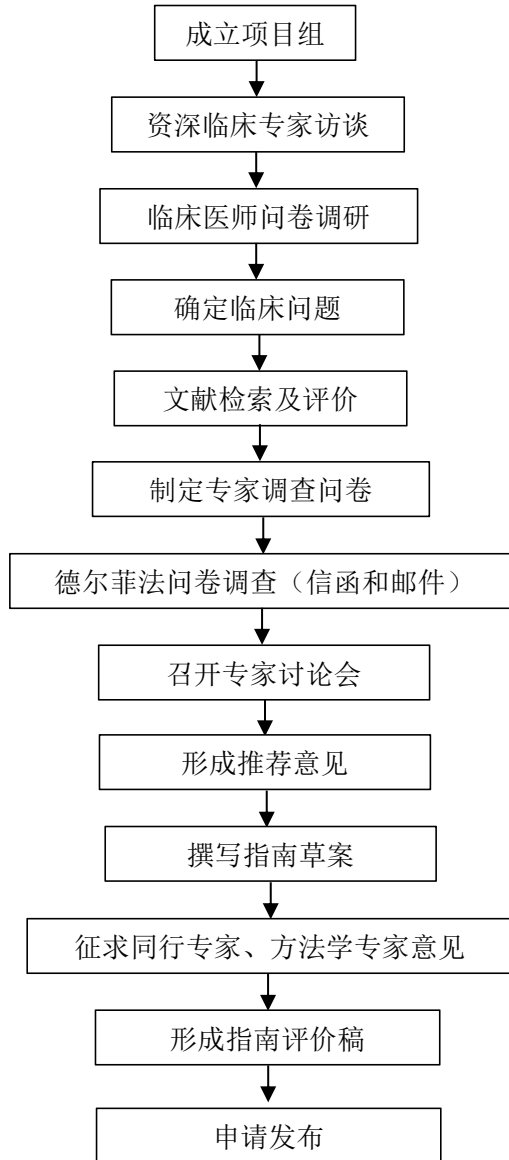 成立项目组
资深临床专家访谈
临床医师问卷调研
确定临床问题
文献检索及评价
制定专家调查问卷
德尔菲法问卷调查（信函和邮件）
召开专家讨论会
形成推荐意见
撰写指南草案
征求同行专家、方法学专家意见
形成指南评价稿
申请发布